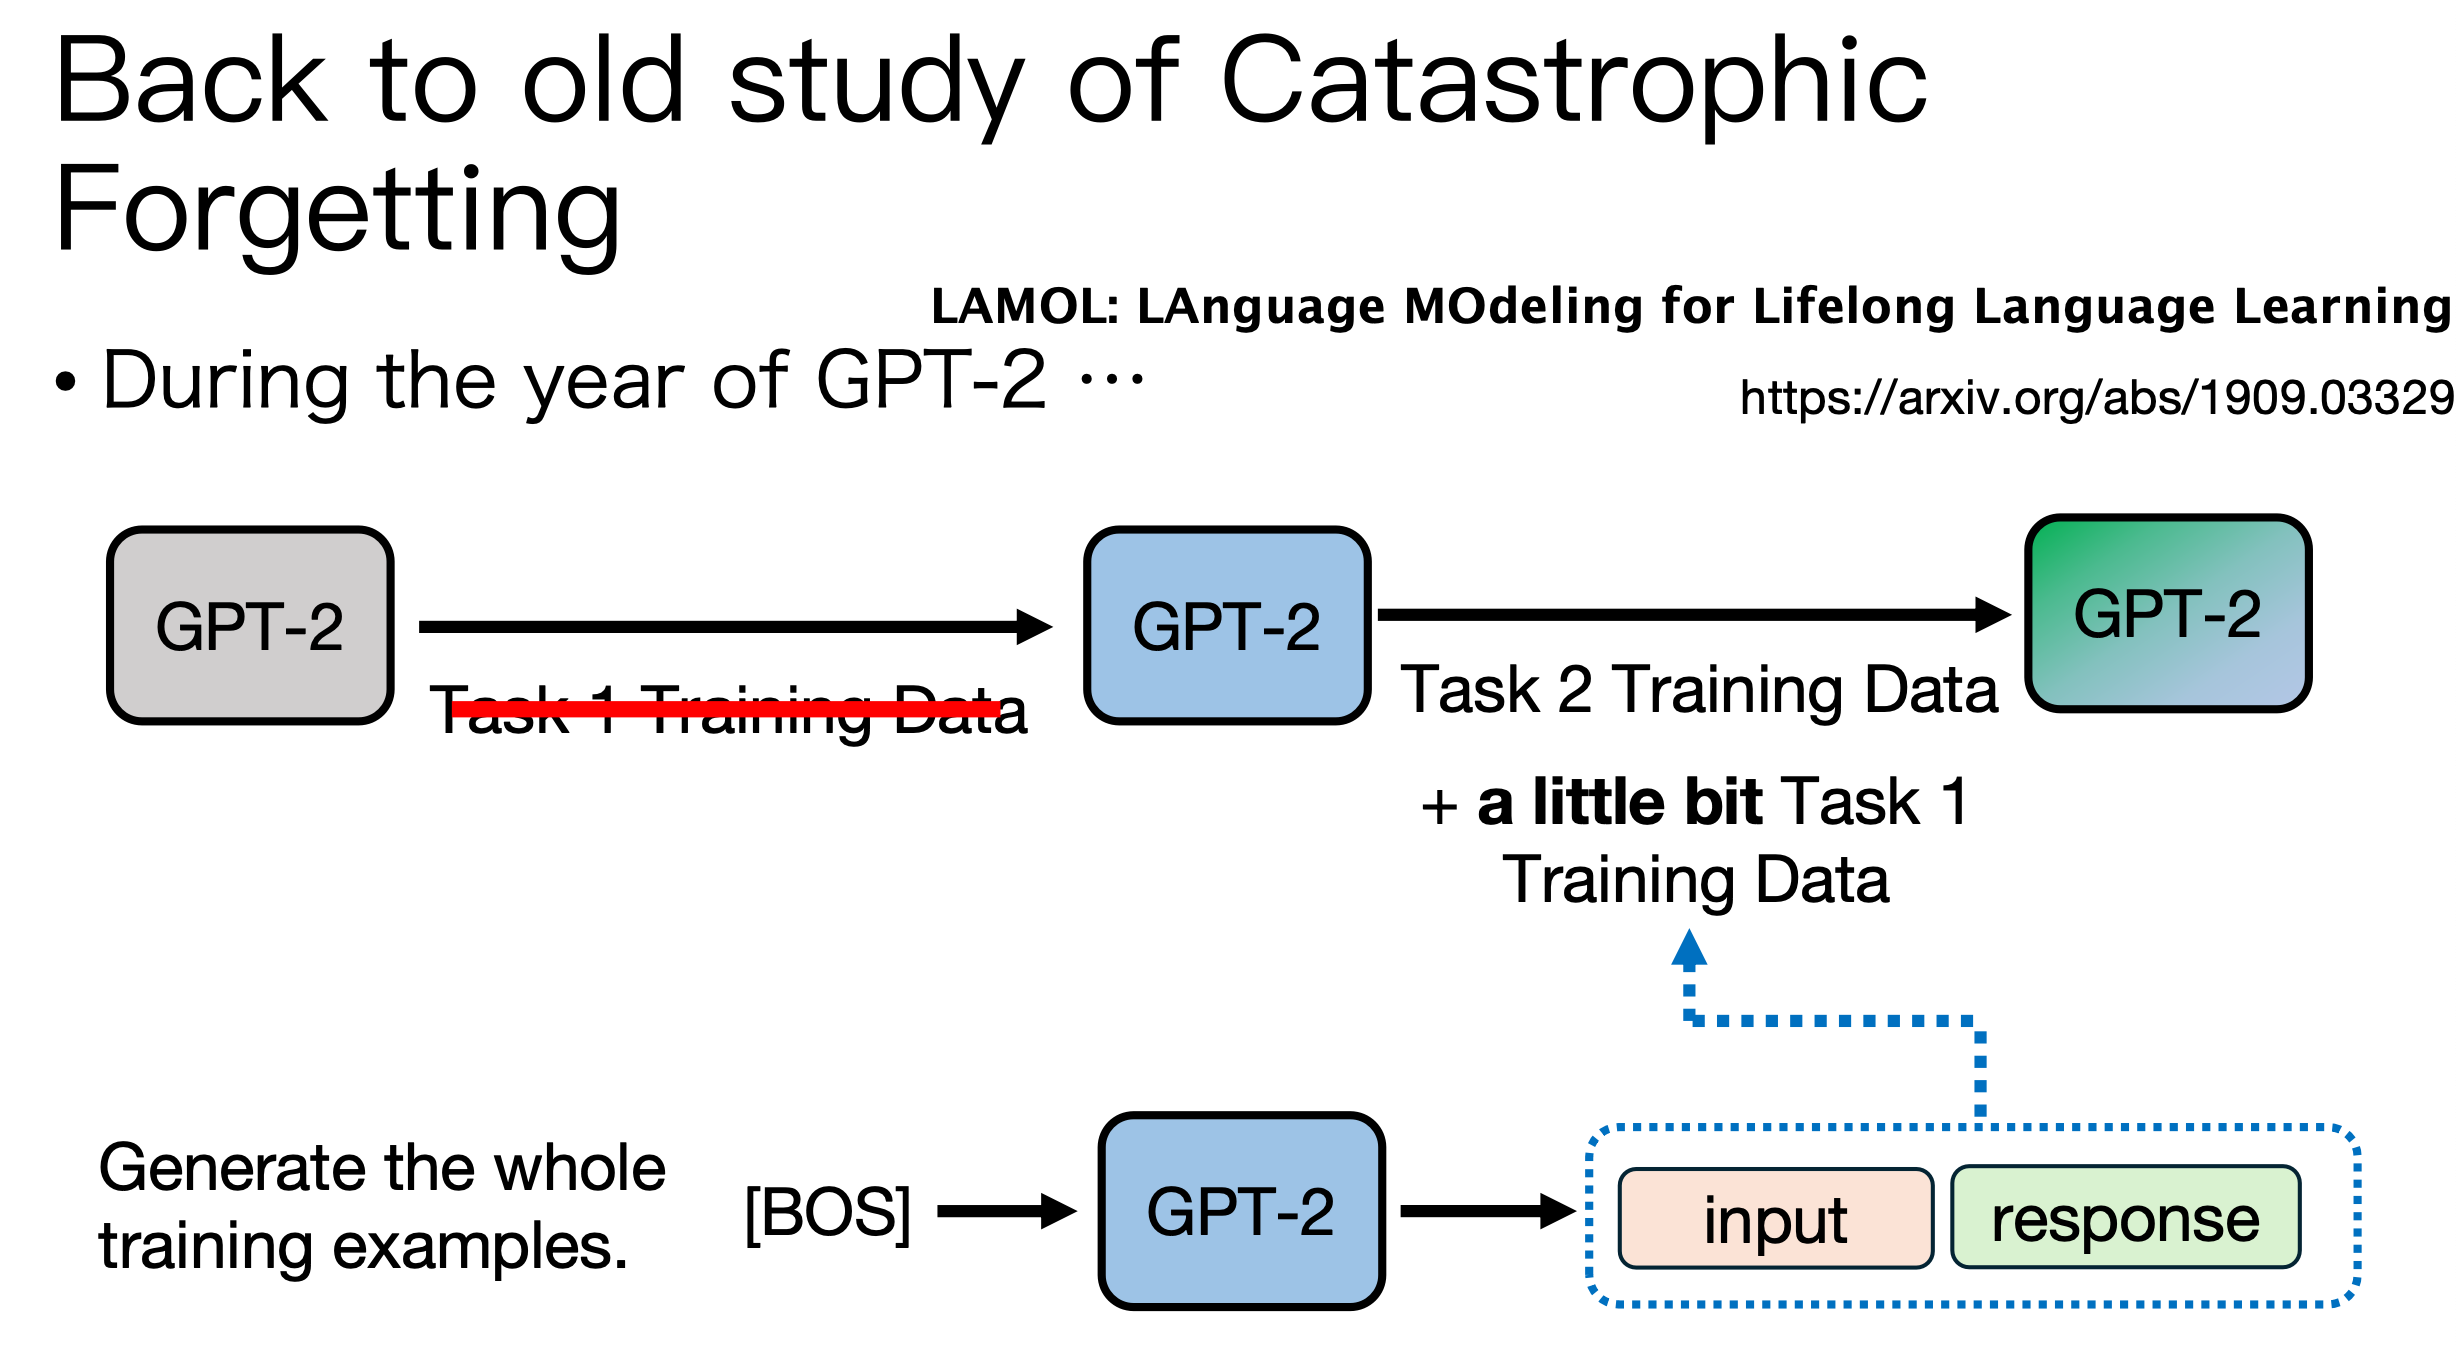 Back to old study of Catastrophic
Forgetting
LAMOL: LAnguage MOdeling for Lifelong Language Learning
• During the year of GPT-2 …
https://arxiv.org/abs/1909.03329
GPT-2
GPT-2
GPT-2
Task 1 Training Data
Task 2 Training Data
+ a little bit Task 1
Training Data
Generate the whole
training examples.
[BOS]
GPT-2
input
response